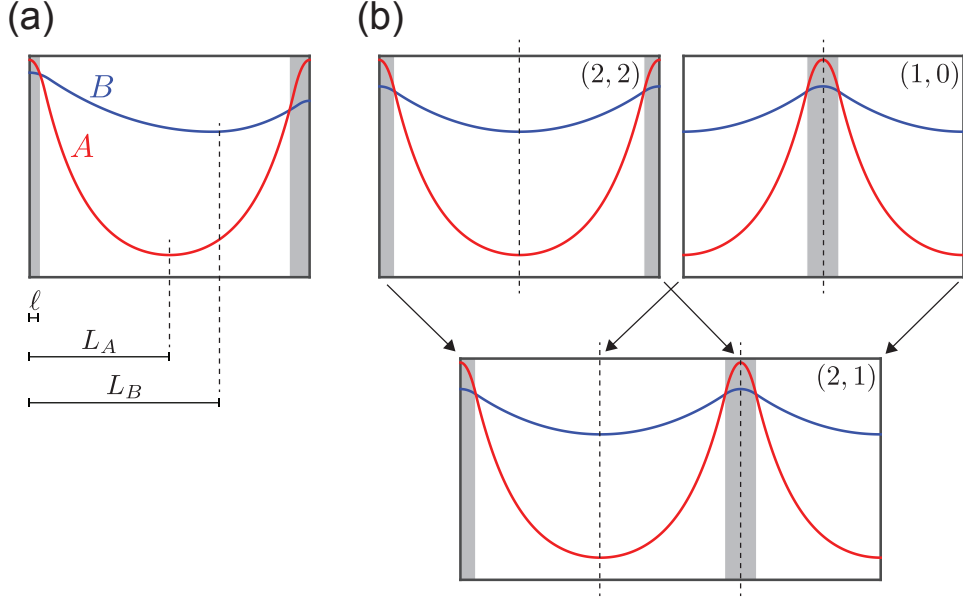 (a)
(b)
B
A
ℓ
L_A
L_B
(2, 2)
(1, 0)
(2, 1)